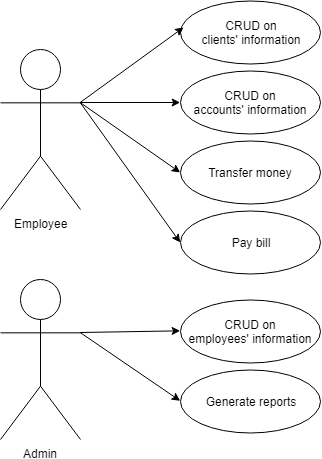 CRUD on
clients' information
CRUD on
accounts' information
Transfer money
Employee
Pay bill
CRUD on
employees' information
Generate reports
Admin